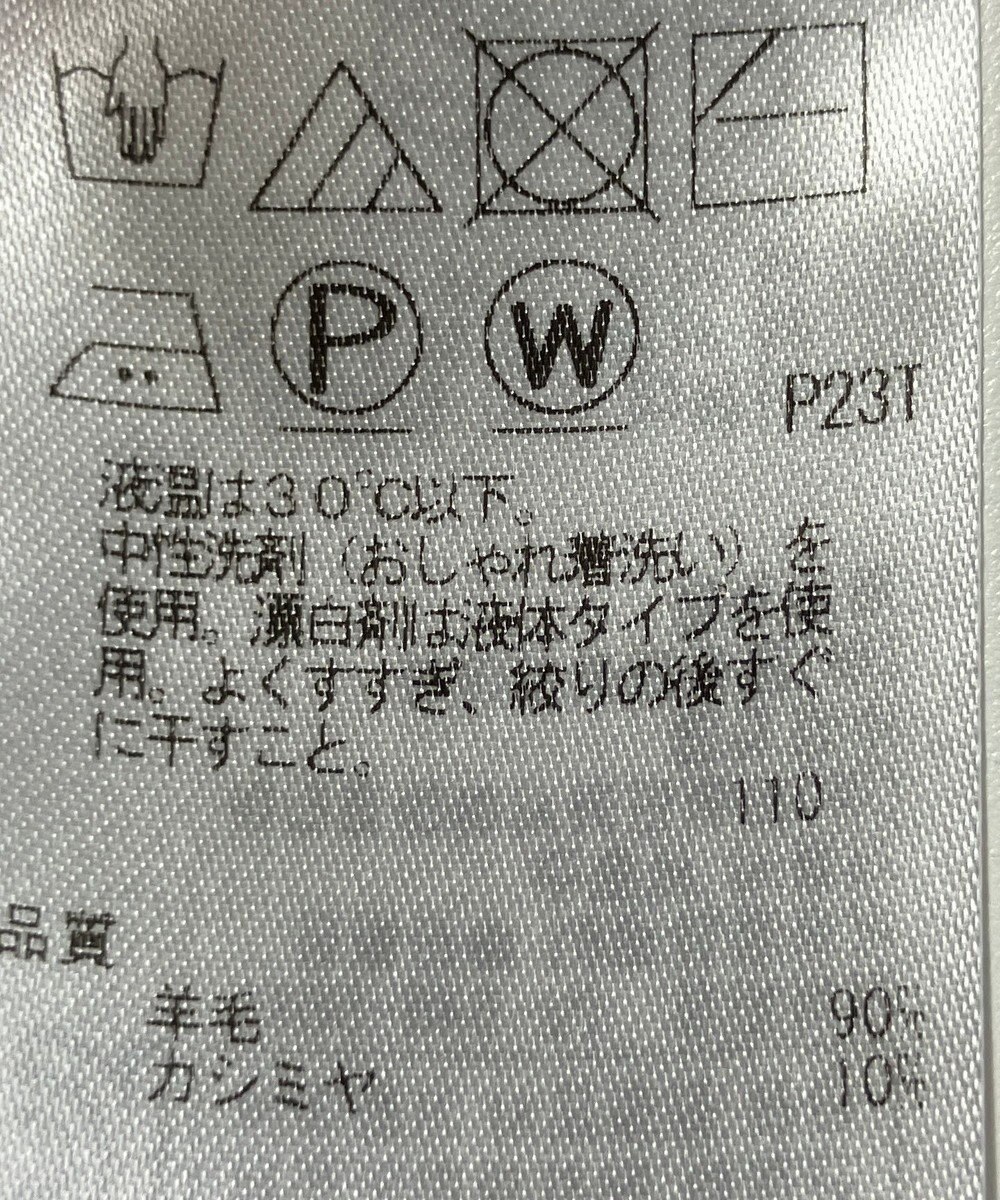 P
W
P23T
液温は30℃以下。
中性洗剤（おしゃれ着洗い）を
使用。漂白剤は液体タイプを使
用。よくすすぎ、絞りの後すぐ
に干すこと。
110
品質
羊毛 90%
カシミヤ 10%